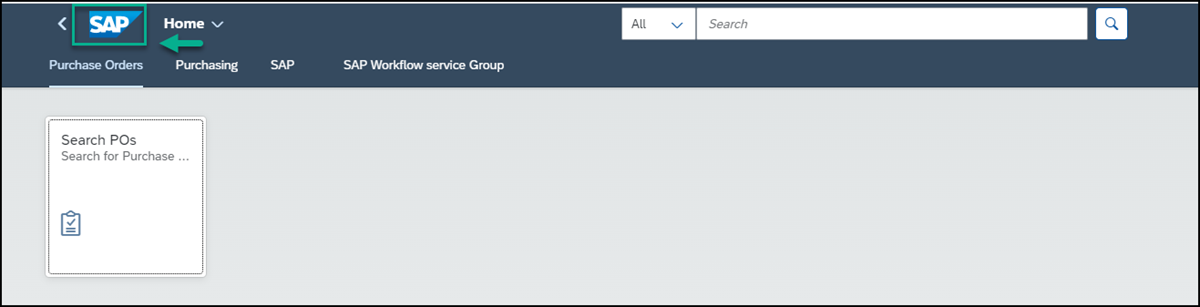 SAP Home All Search
Purchase Orders Purchasing SAP SAP Workflow service Group
Search POs
Search for Purchase ...